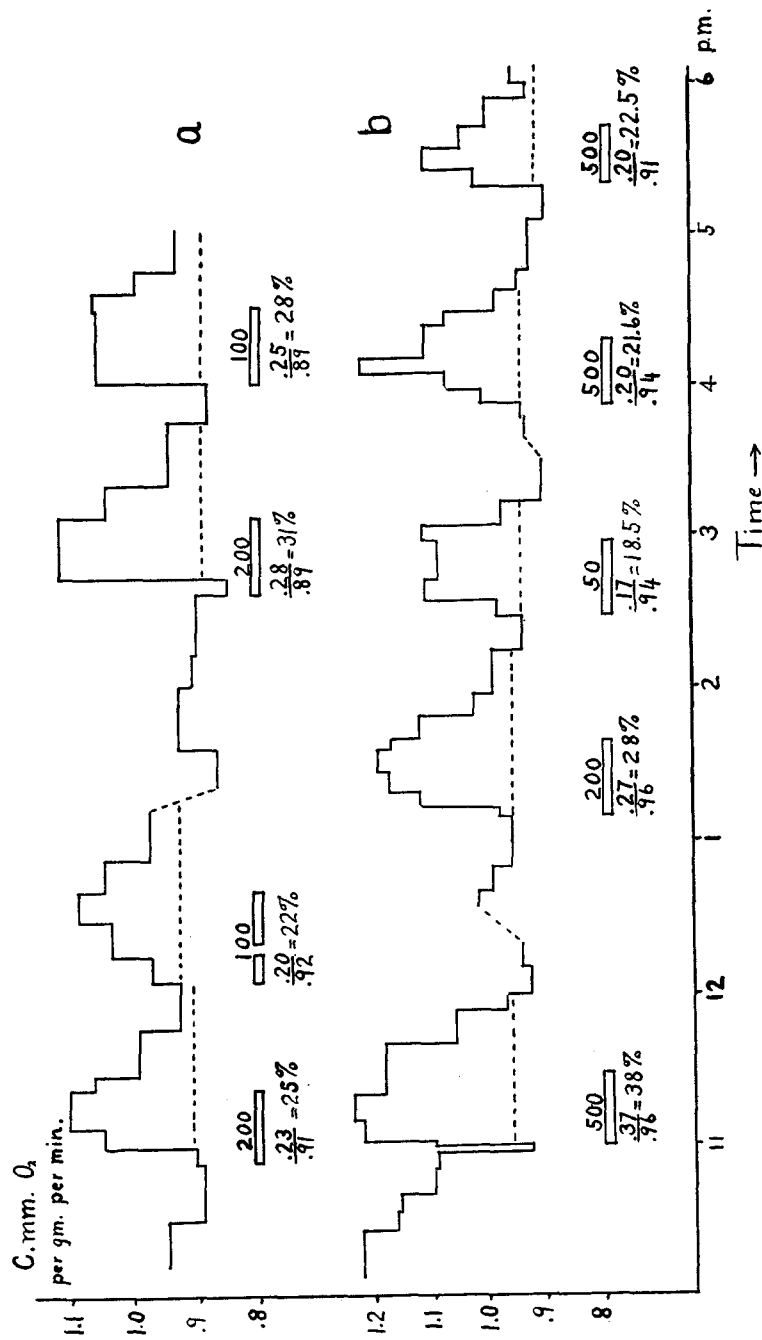 C.mm. O₂
per gm. per min.
1.1
1.0
.9
.8
a
200
.23/.91 = 25%
100
.20/.92 = 22%
200
.28/.89 = 31%
100
.25/.89 = 28%
1.2
1.1
1.0
.9
.8
b
500
.37/.96 = 38%
200
.27/.96 = 28%
50
.17/.94 = 18.5%
500
.20/.94 = 21.6%
500
.20/.91 = 22.5%
11
12
1
2
3
4
5
6 p.m.
Time →